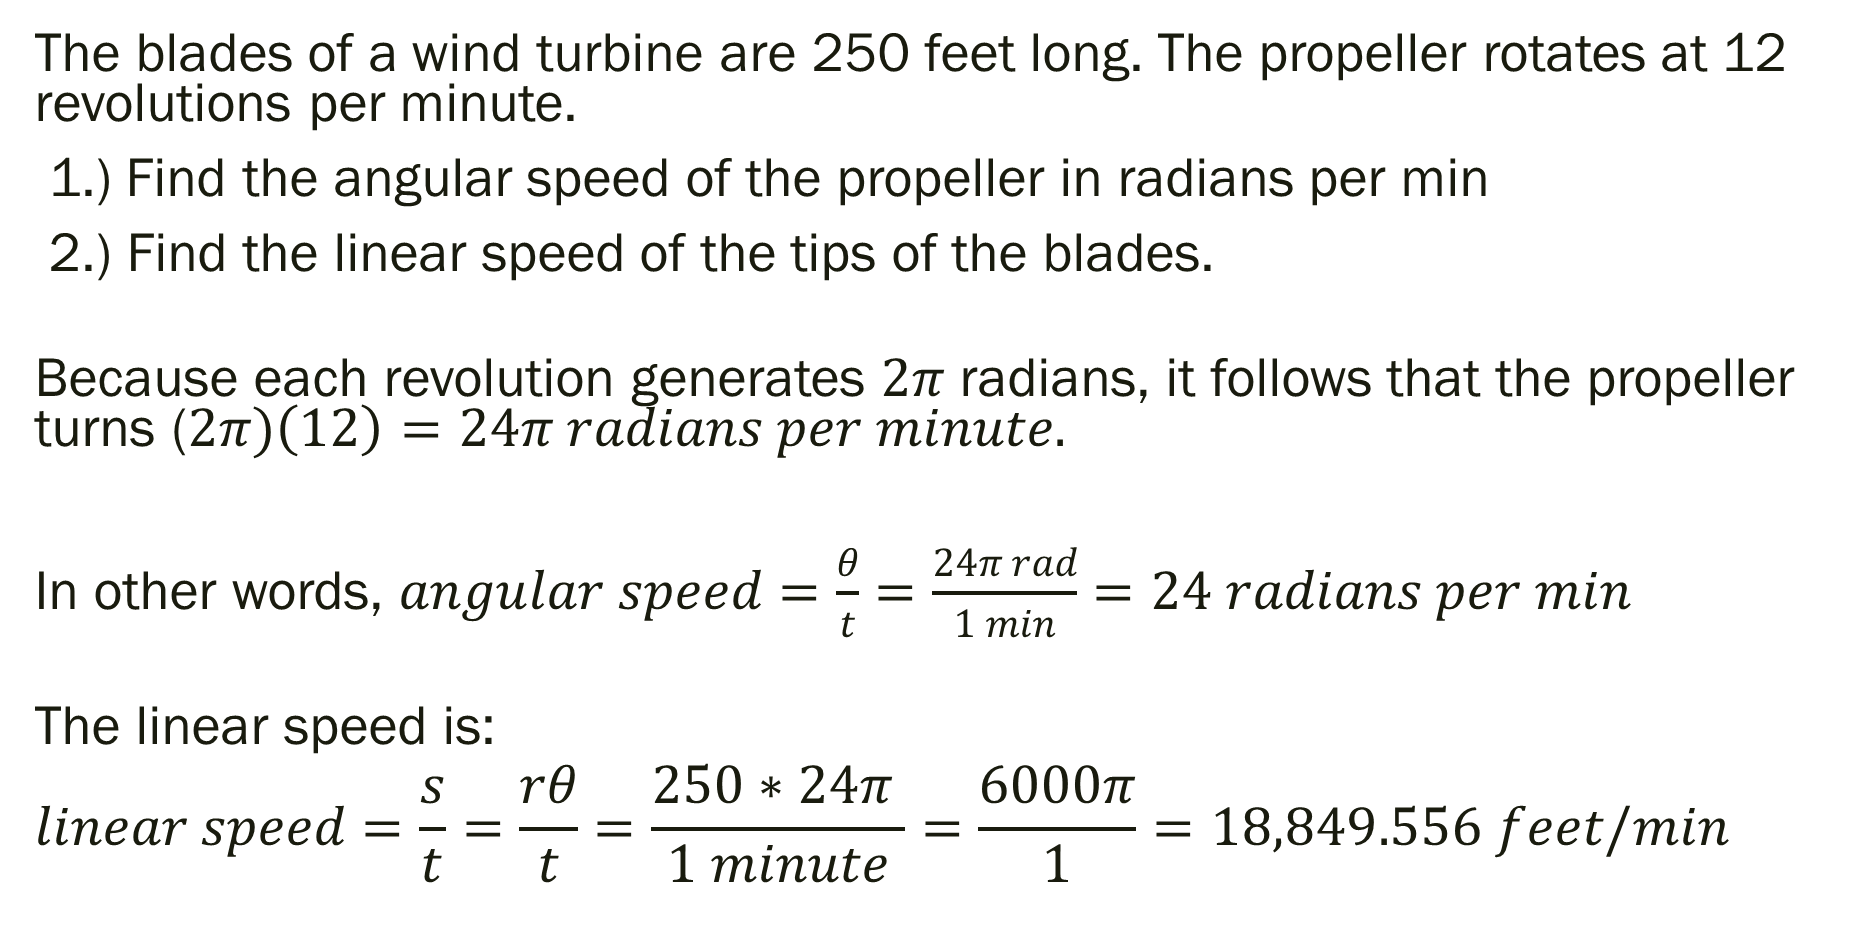 The blades of a wind turbine are 250 feet long. The propeller rotates at 12
revolutions per minute.
1.) Find the angular speed of the propeller in radians per min
2.) Find the linear speed of the tips of the blades.
Because each revolution generates 2π radians, it follows that the propeller
turns (2π)(12) = 24π radians per minute.
In other words, angular speed = θ/t = 24π rad/1 min = 24 radians per min
The linear speed is:
linear speed = s/t = rθ/t = 250 * 24π/1 minute = 6000π/1 = 18,849.556 feet/min